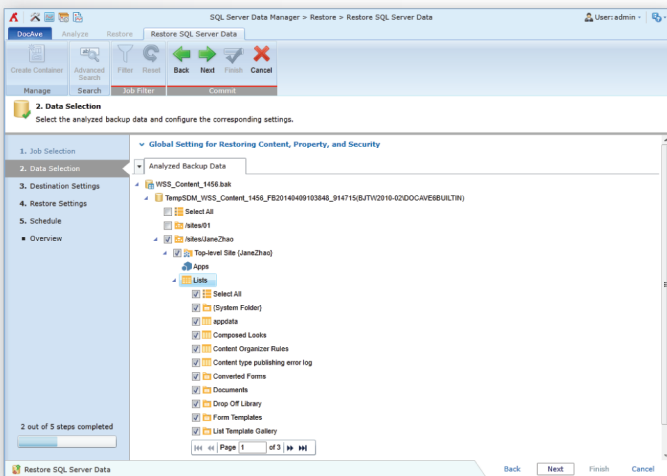 SQL Server Data Manager > Restore > Restore SQL Server Data
User: admin
DocAve Analyze Restore Restore SQL Server Data
Create Container Advanced Search Filter Reset Back Next Finish Cancel
Manage Search Job Filter Commit
2. Data Selection
Select the analyzed backup data and configure the corresponding settings.
1. Job Selection
2. Data Selection
3. Destination Settings
4. Restore Settings
5. Schedule
Overview
2 out of 5 steps completed
Global Setting for Restoring Content, Property, and Security
Analyzed Backup Data
WSS_Content_1456.bak
TempSDM_WSS_Content_1456_FB20140409103848_914715(BJTW2010-02\DOCAVE6BUILTIN)
Select All
/sites/01
/sites/JaneZhao
Top-level Site {JaneZhao}
Apps
Lists
Select All
{System Folder}
appdata
Composed Looks
Content Organizer Rules
Content type publishing error log
Converted Forms
Documents
Drop Off Library
Form Templates
List Template Gallery
Page 1 of 3
Restore SQL Server Data
Back Next Finish Cancel